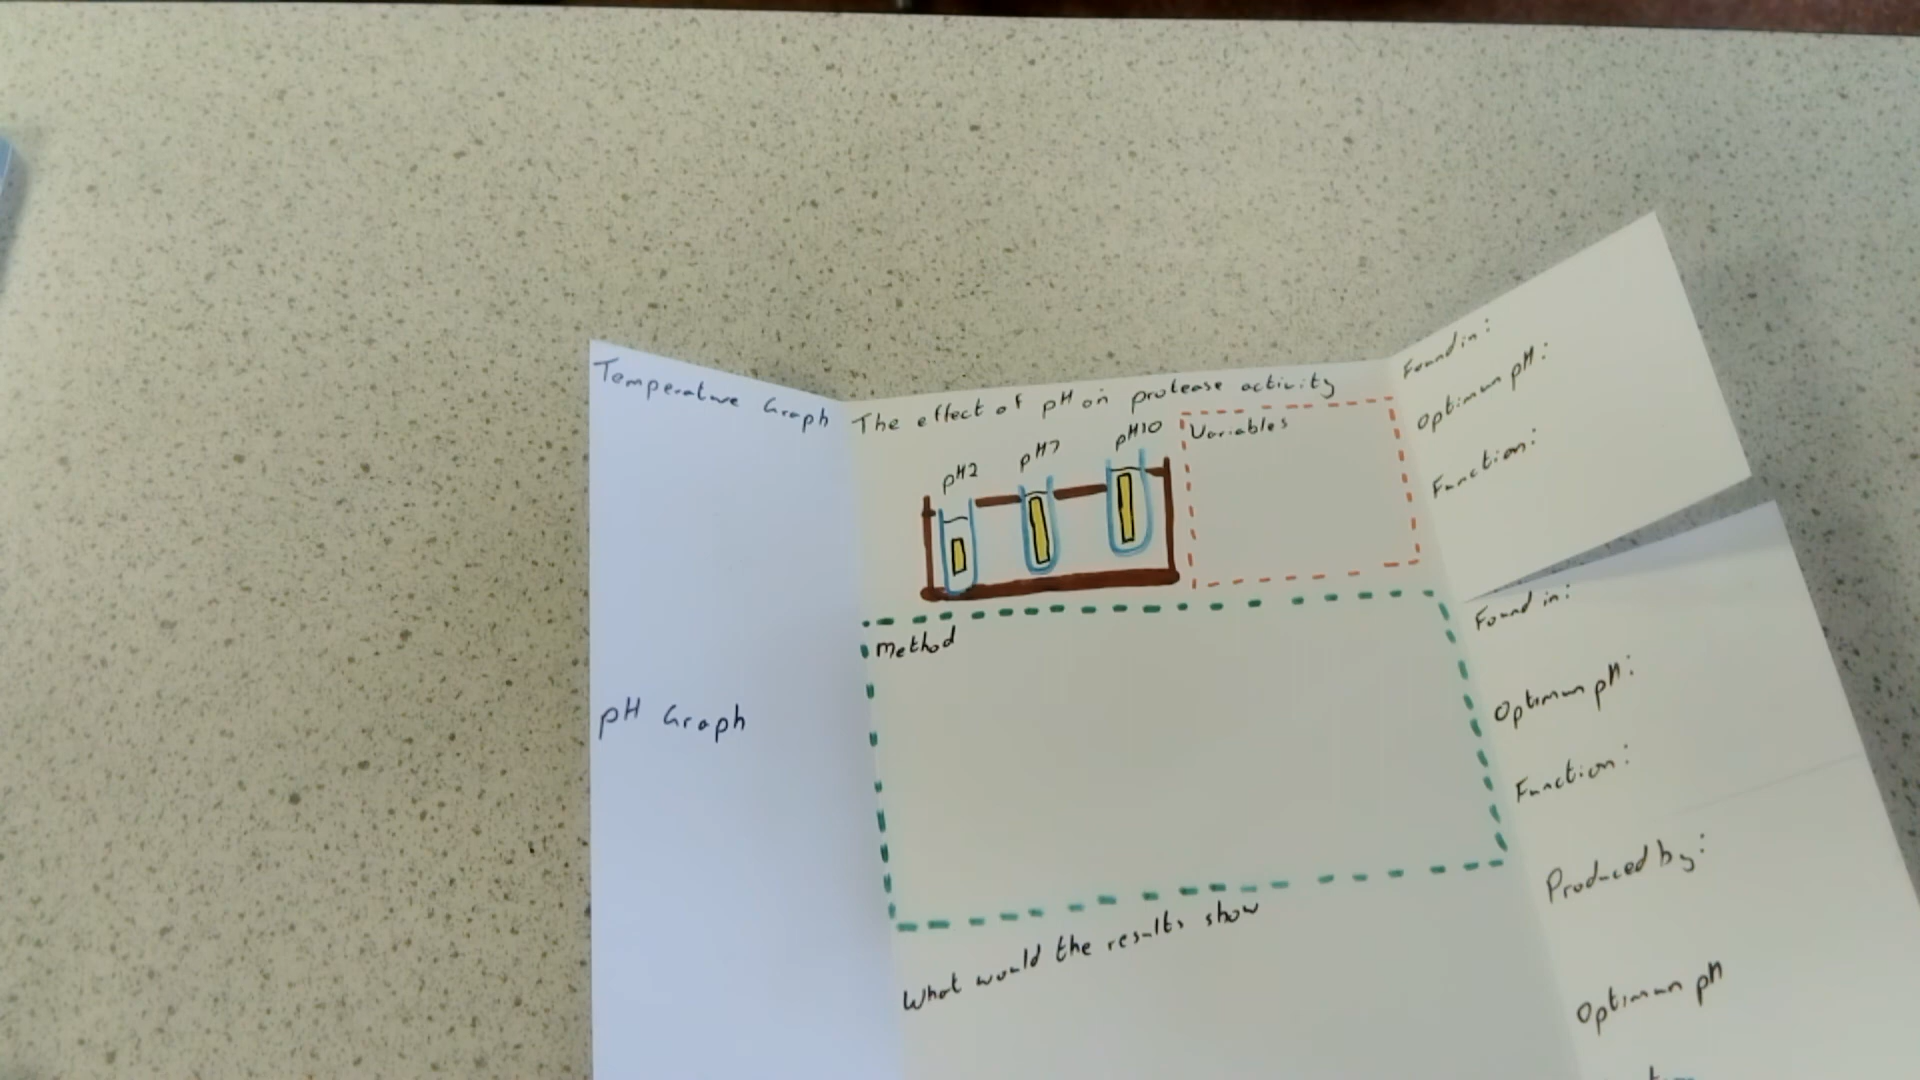 Temperature Graph
pH Graph
The effect of pH on protease activity
pH2
pH7
pH10
Variables
Method
What would the results show
Found in:
Optimum pH:
Function:
Found in:
Optimum pH:
Function:
Produced by:
Optimum pH